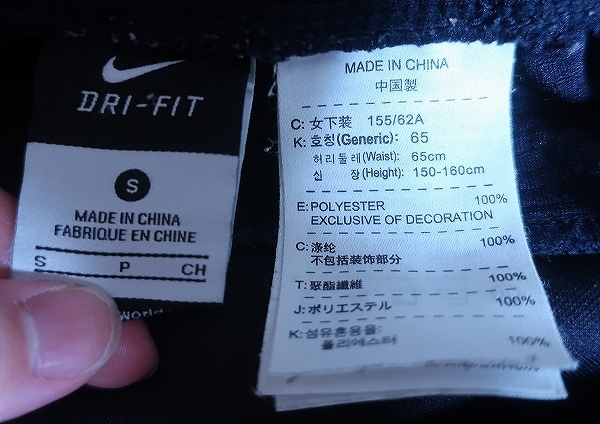 DRI-FIT
S
MADE IN CHINA
FABRIQUE EN CHINE
S P CH
World
MADE IN CHINA
中国製
C: 女下装 155/62A
K: 호칭(Generic): 65
허리둘레(Waist): 65cm
신 장(Height): 150-160cm
E: POLYESTER 100%
EXCLUSIVE OF DECORATION
C: 涤纶 100%
不包括装饰部分
T: 聚酯纖維 100%
J: ポリエステル 100%
K: 섬유혼용율:
폴리에스터 100%